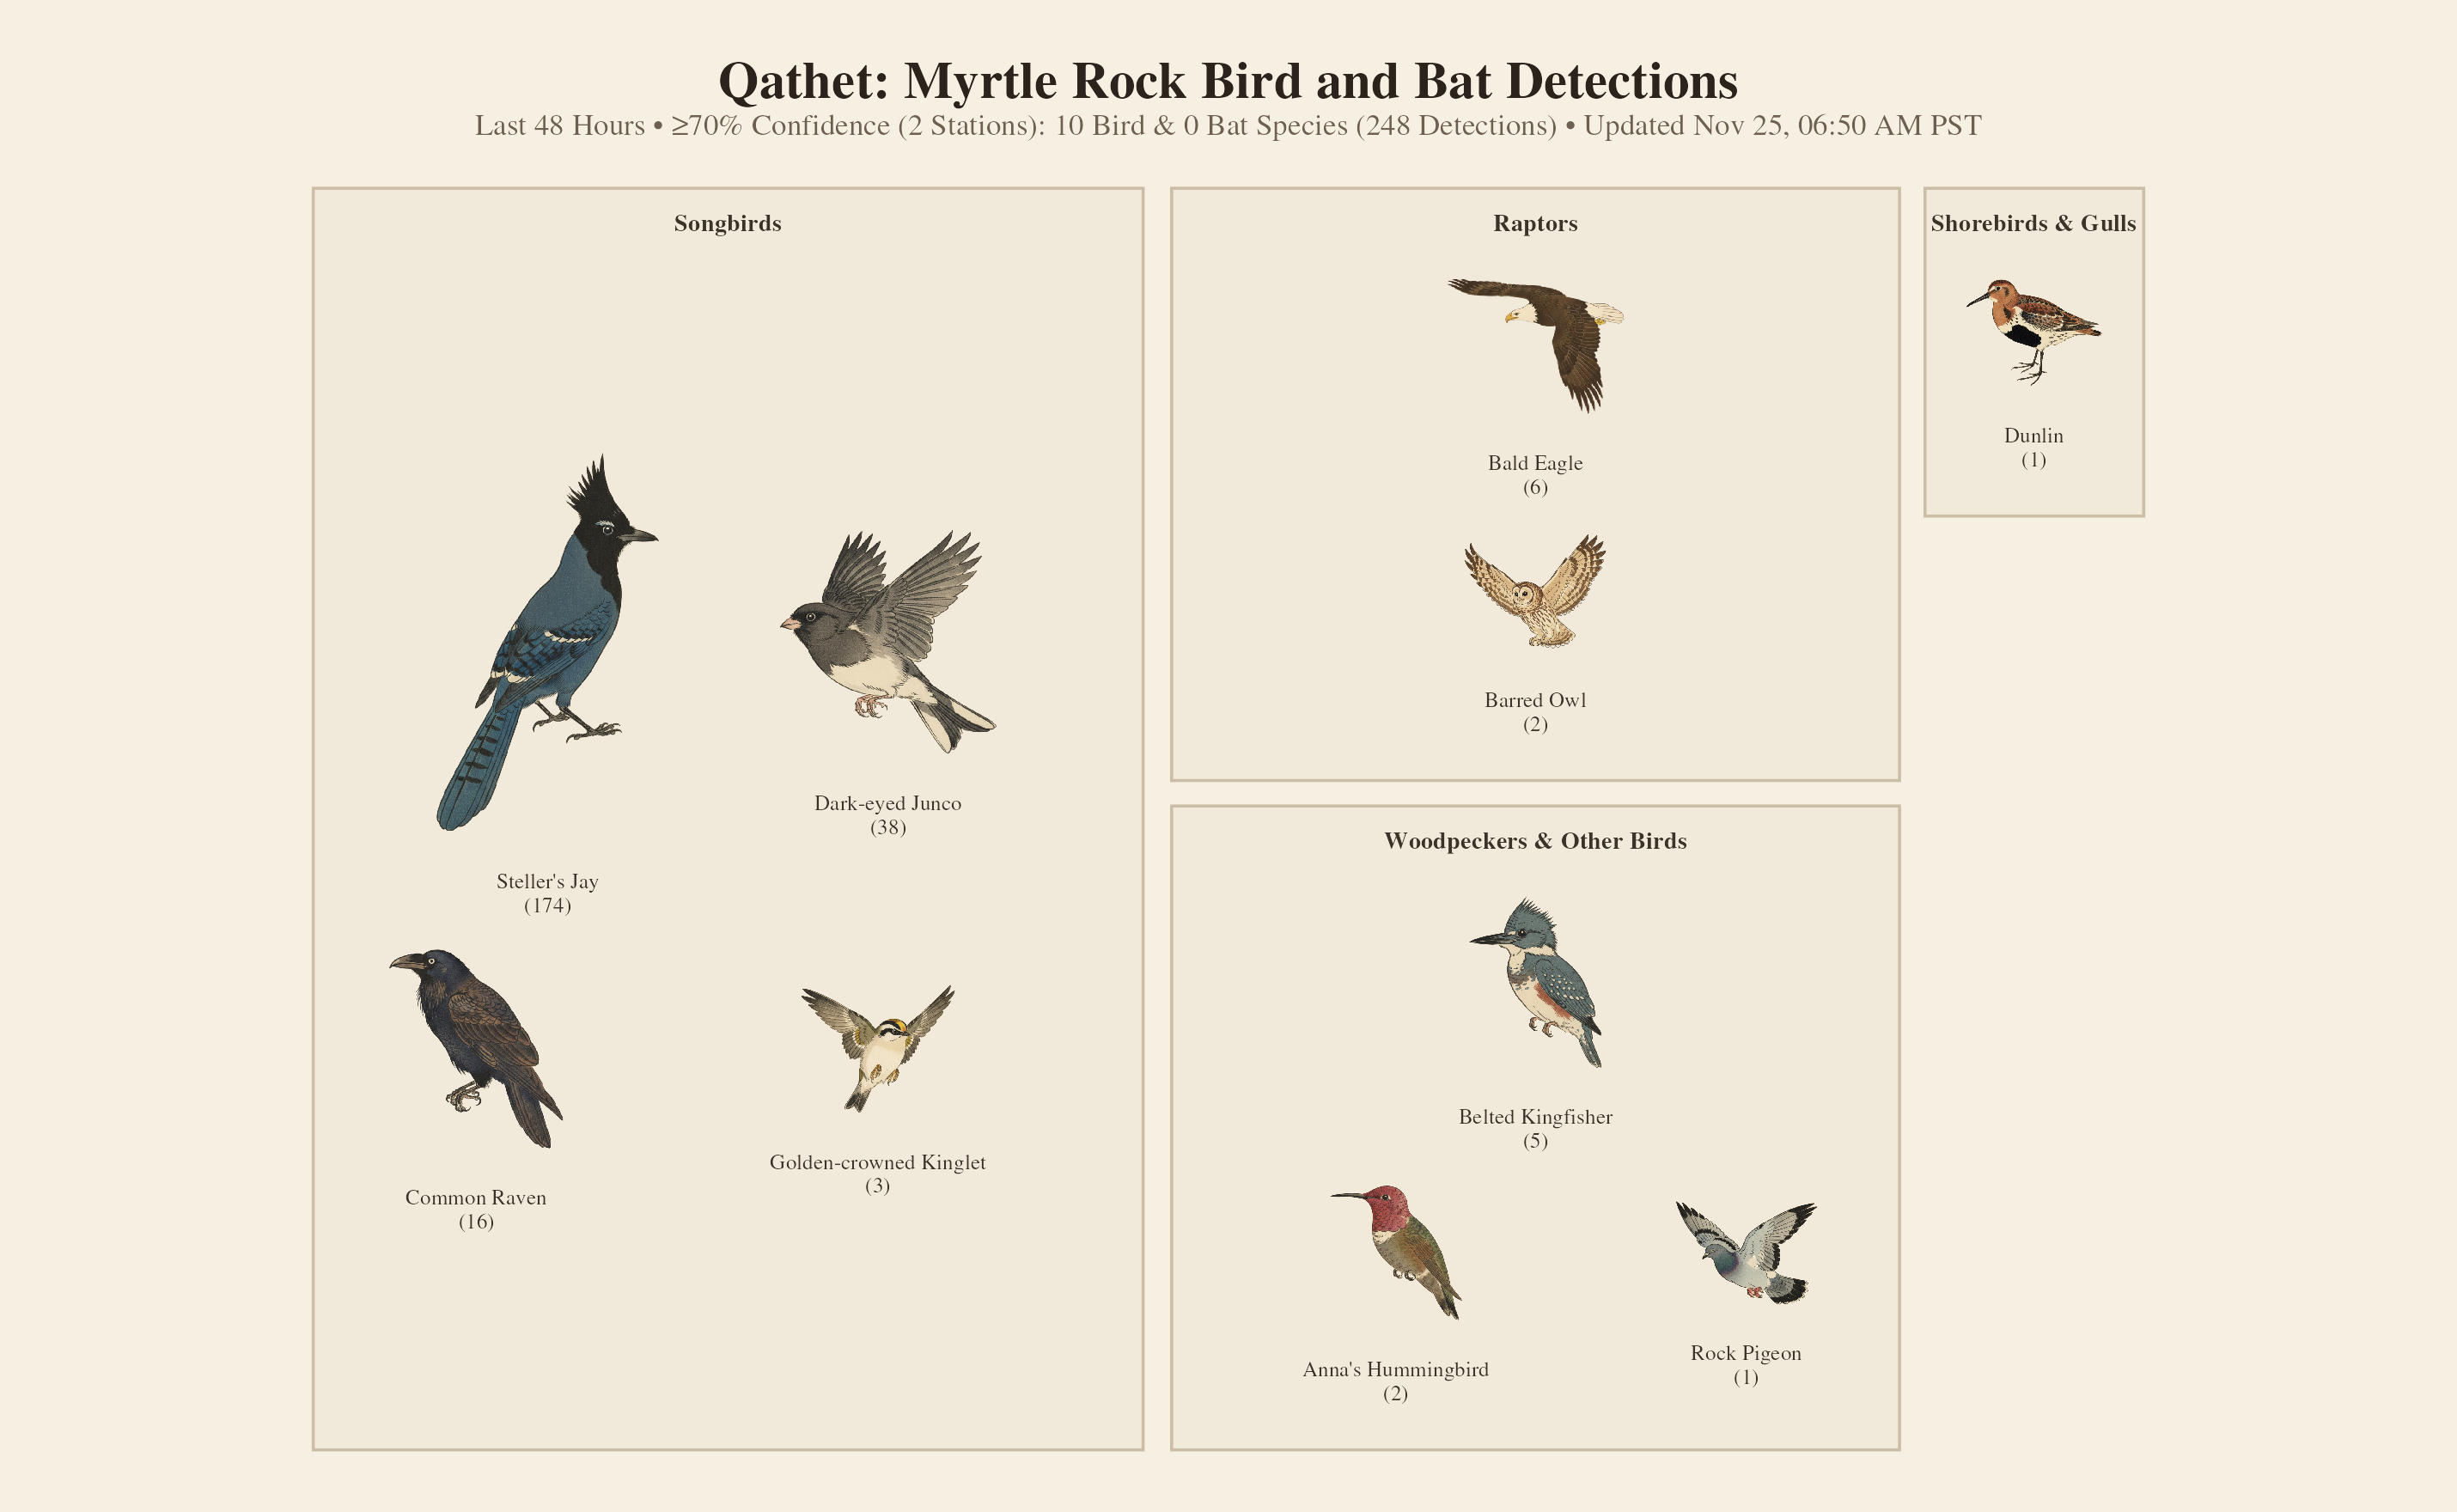 Qathet: Myrtle Rock Bird and Bat Detections
Last 48 Hours • ≥70% Confidence (2 Stations): 10 Bird & 0 Bat Species (248 Detections) • Updated Nov 25, 06:50 AM PST
Songbirds
Steller's Jay
(174)
Dark-eyed Junco
(38)
Common Raven
(16)
Golden-crowned Kinglet
(3)
Raptors
Bald Eagle
(6)
Barred Owl
(2)
Woodpeckers & Other Birds
Belted Kingfisher
(5)
Anna's Hummingbird
(2)
Rock Pigeon
(1)
Shorebirds & Gulls
Dunlin
(1)